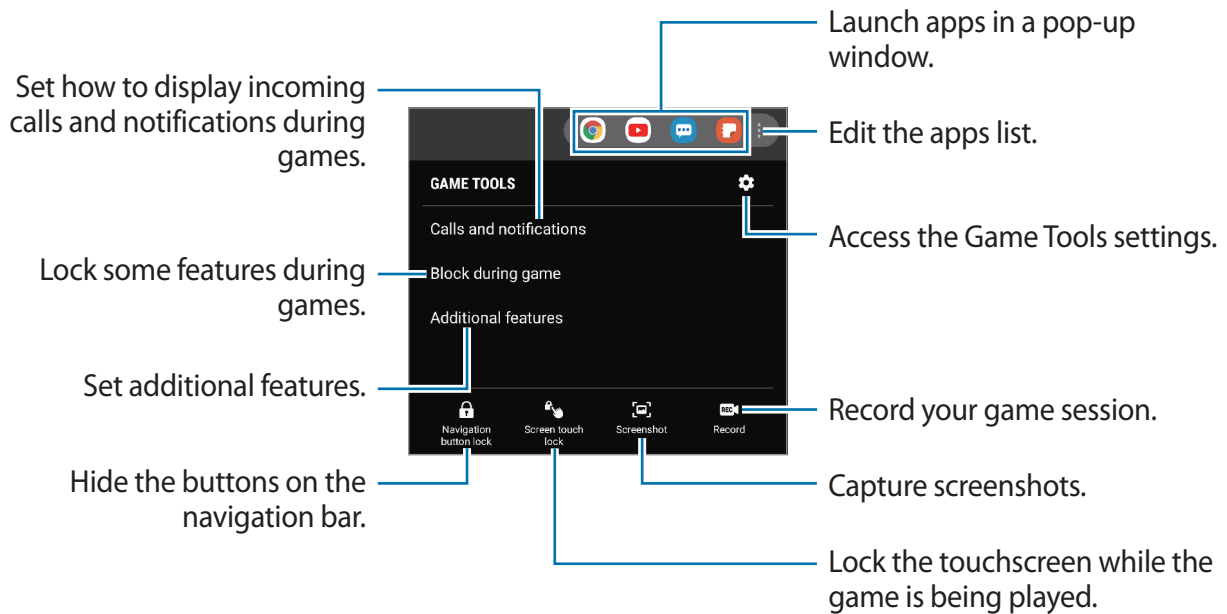 Launch apps in a pop-up
window.
Set how to display incoming
calls and notifications during
games.
Edit the apps list.
GAME TOOLS
Access the Game Tools settings.
Calls and notifications
Lock some features during
games.
Block during game
Additional features
Set additional features.
Navigation
button lock
Screen touch
lock
Screenshot
REC
Record
Record your game session.
Hide the buttons on the
navigation bar.
Capture screenshots.
Lock the touchscreen while the
game is being played.